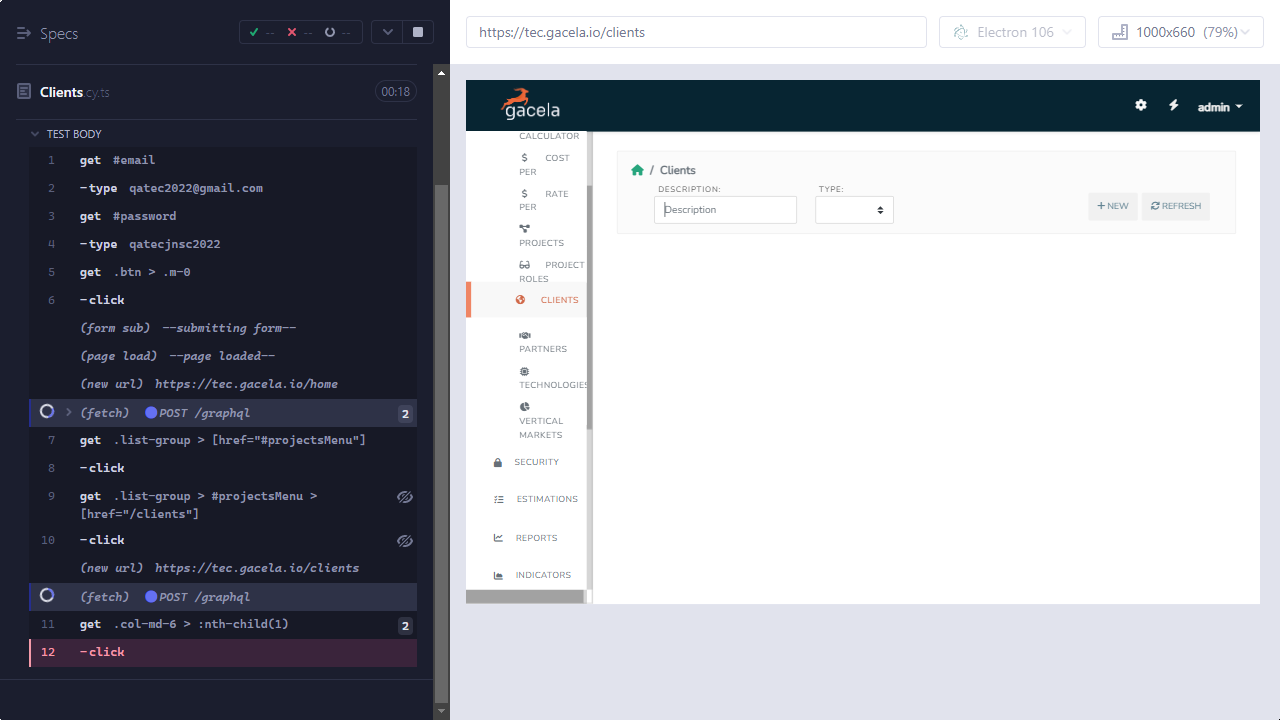 Specs
-- -- --
Clients.cy.ts
00:18
TEST BODY
1 get #email
2 -type qatec2022@gmail.com
3 get #password
4 -type qatecjnsc2022
5 get .btn > .m-0
6 -click
(form sub) --submitting form--
(page load) --page loaded--
(new url) https://tec.gacela.io/home
(fetch) POST /graphql 2
7 get .list-group > [href="#projectsMenu"]
8 -click
9 get .list-group > #projectsMenu >
[href="/clients"]
10 -click
(new url) https://tec.gacela.io/clients
(fetch) POST /graphql
11 get .col-md-6 > :nth-child(1) 2
12 -click
https://tec.gacela.io/clients
Electron 106
1000x660 (79%)
gacela
admin
CALCULATOR
COST
PER
RATE
PER
PROJECTS
PROJECT
ROLES
CLIENTS
PARTNERS
TECHNOLOGIES
VERTICAL
MARKETS
SECURITY
ESTIMATIONS
REPORTS
INDICATORS
/ Clients
DESCRIPTION: TYPE:
Description
+ NEW
REFRESH